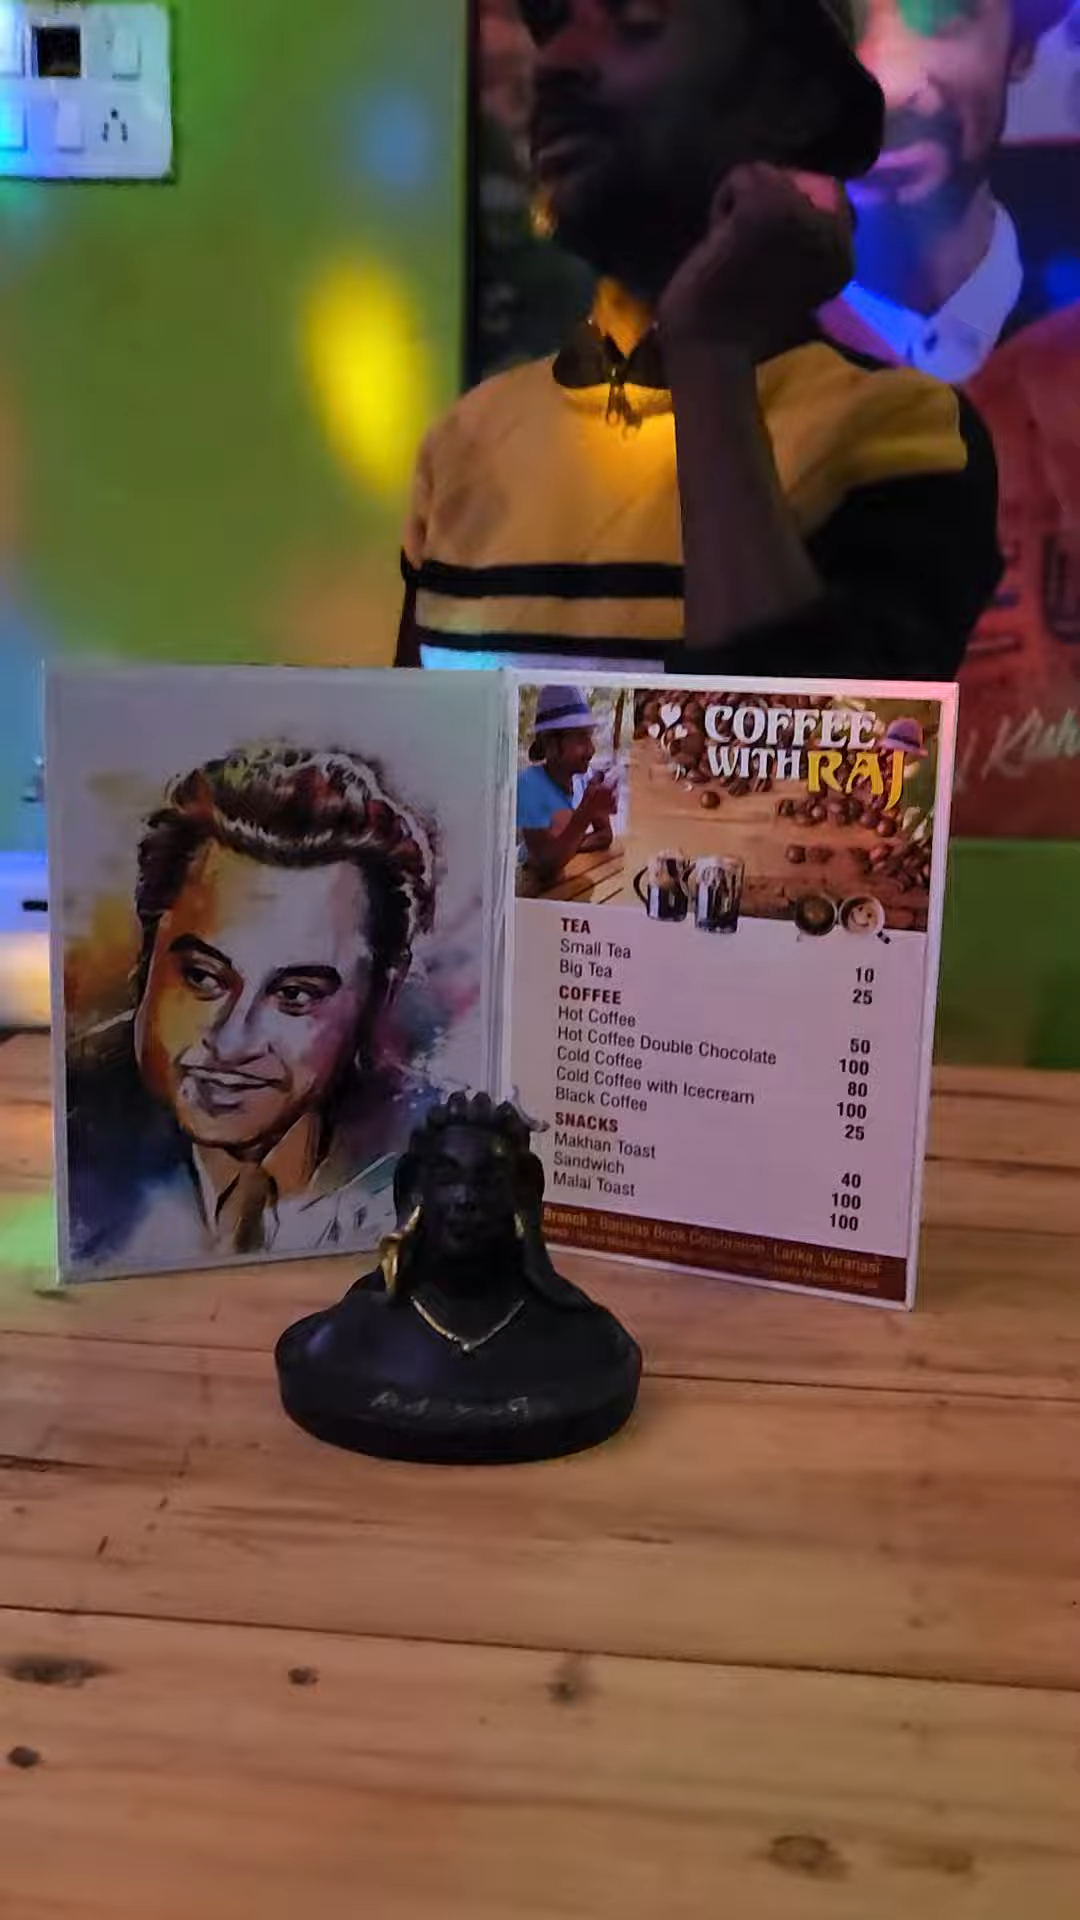 COFFEE
WITH RAJ
TEA
Small Tea 10
Big Tea 25
COFFEE
Hot Coffee 50
Hot Coffee Double Chocolate 100
Cold Coffee 80
Cold Coffee with Icecream 100
Black Coffee 25
SNACKS
Makhan Toast 40
Sandwich 100
Malai Toast 100
Branch : Banaras Book Corporation, Lanka, Varanasi